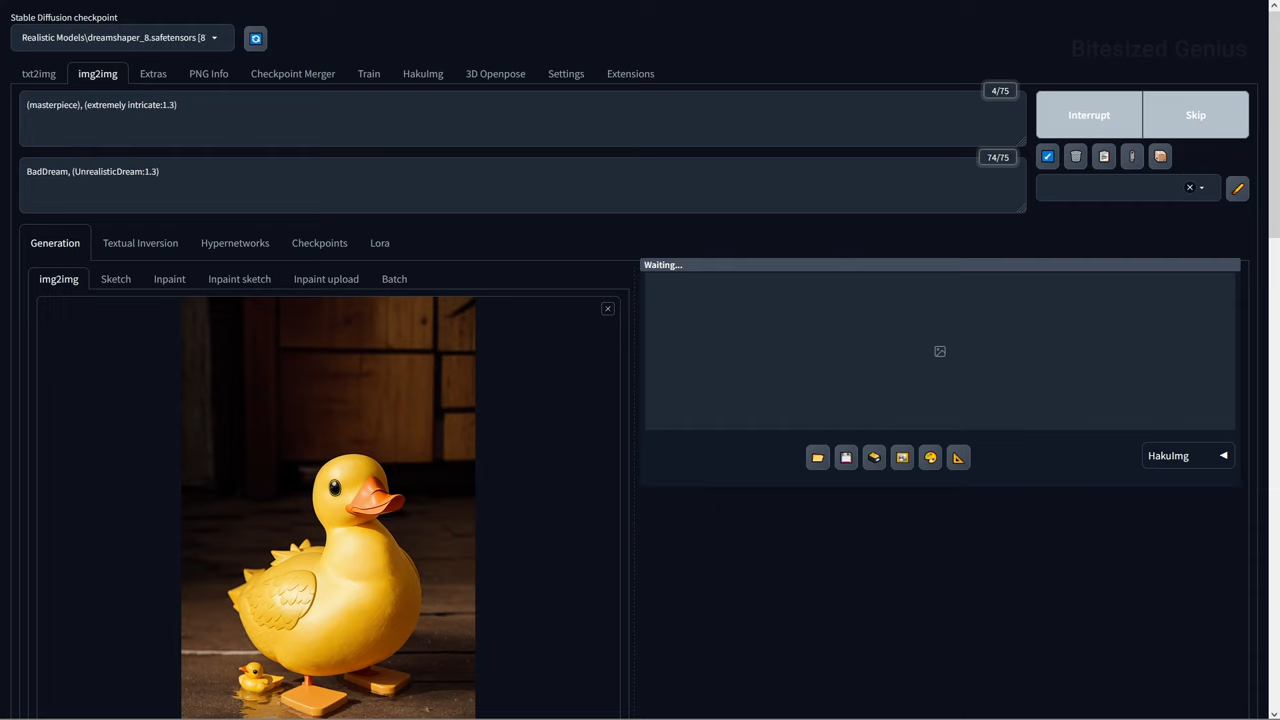 Stable Diffusion checkpoint
Realistic Models\dreamshaper_8.safetensors [8
Bitesized Genius
txt2img
img2img
Extras
PNG Info
Checkpoint Merger
Train
HakuImg
3D Openpose
Settings
Extensions
4/75
(masterpiece), (extremely intricate:1.3)
Interrupt
Skip
74/75
BadDream, (UnrealisticDream:1.3)
Generation
Textual Inversion
Hypernetworks
Checkpoints
Lora
Waiting...
img2img
Sketch
Inpaint
Inpaint sketch
Inpaint upload
Batch
HakuImg